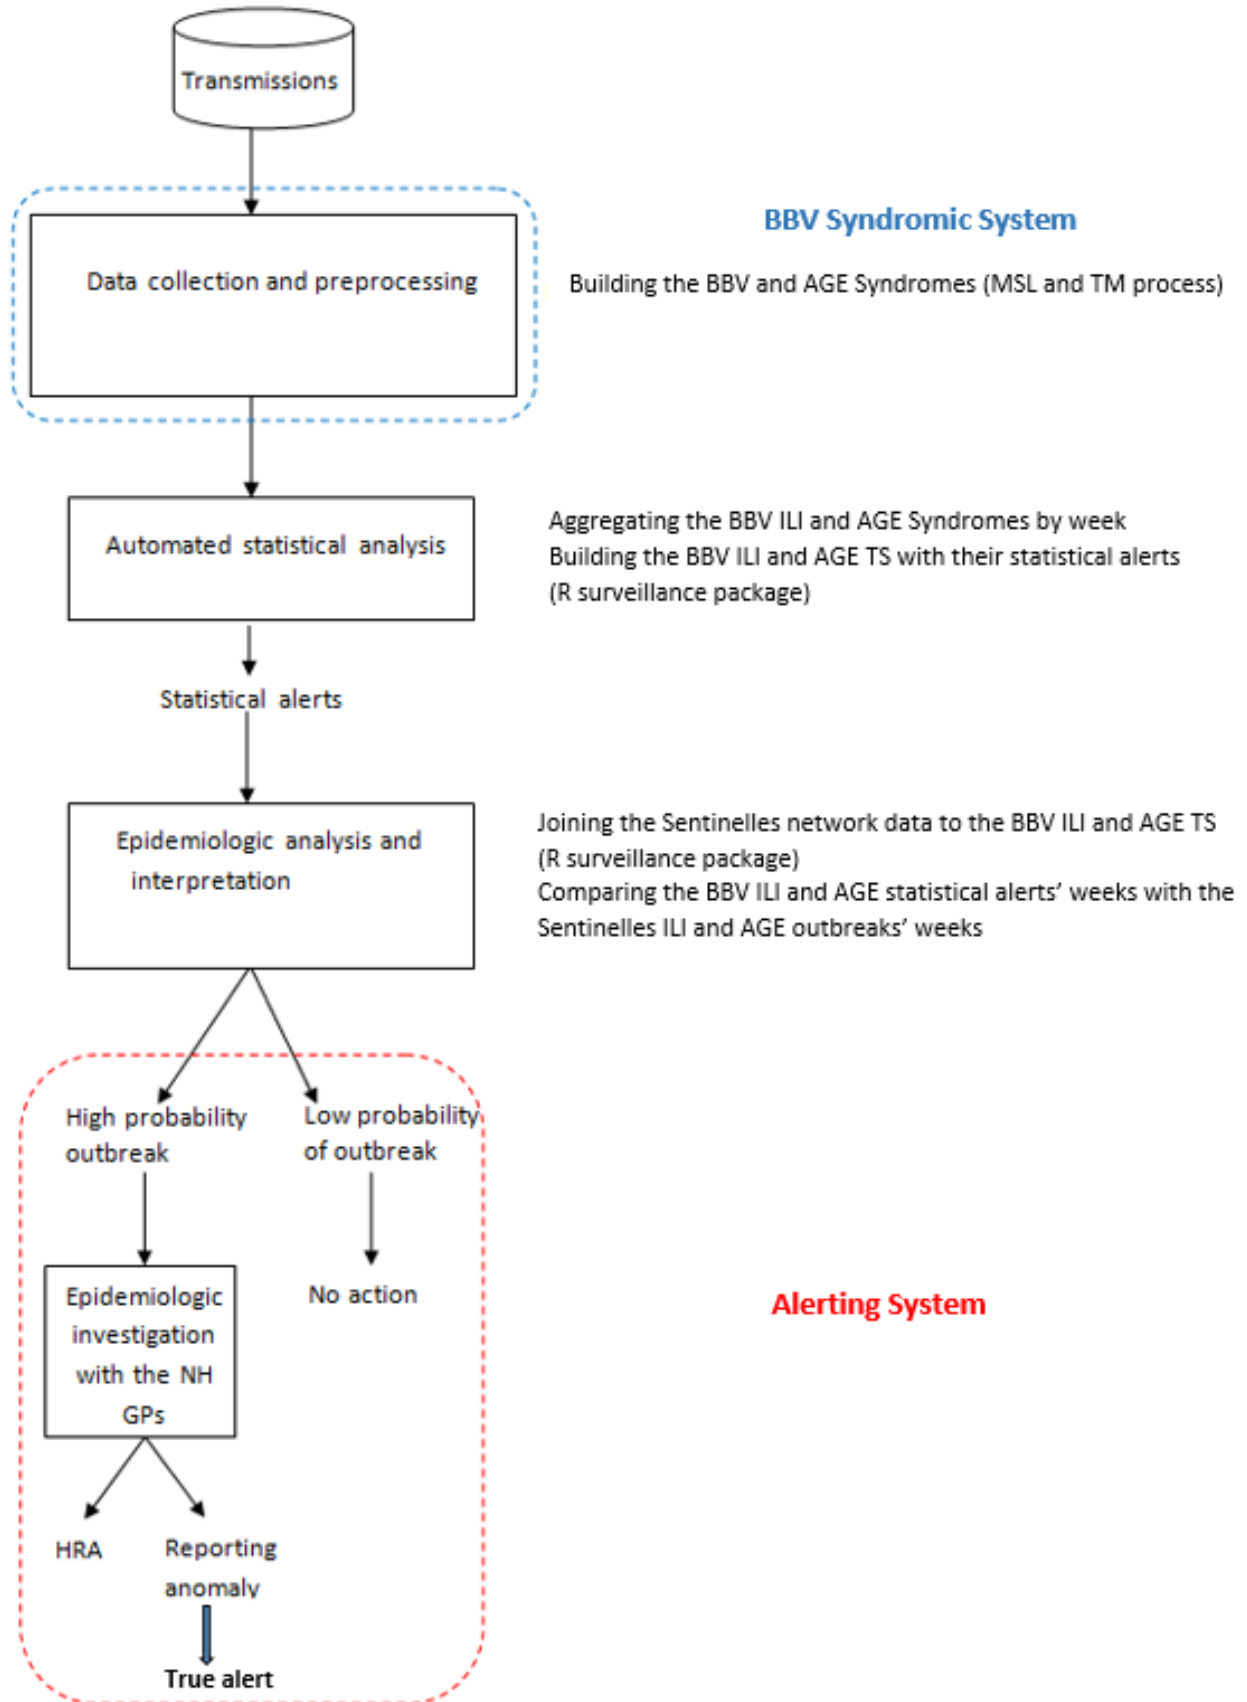 Transmissions
BBV Syndromic System
Data collection and preprocessing
Building the BBV and AGE Syndromes (MSL and TM process)
Automated statistical analysis
Aggregating the BBV ILI and AGE Syndromes by week
Building the BBV ILI and AGE TS with their statistical alerts
(R surveillance package)
Statistical alerts
Epidemiologic analysis and
interpretation
Joining the Sentinelles network data to the BBV ILI and AGE TS
(R surveillance package)
Comparing the BBV ILI and AGE statistical alerts’ weeks with the
Sentinelles ILI and AGE outbreaks’ weeks
High probability
outbreak
Low probability
of outbreak
Epidemiologic
investigation
with the NH
GPs
No action
Alerting System
HRA
Reporting
anomaly
True alert